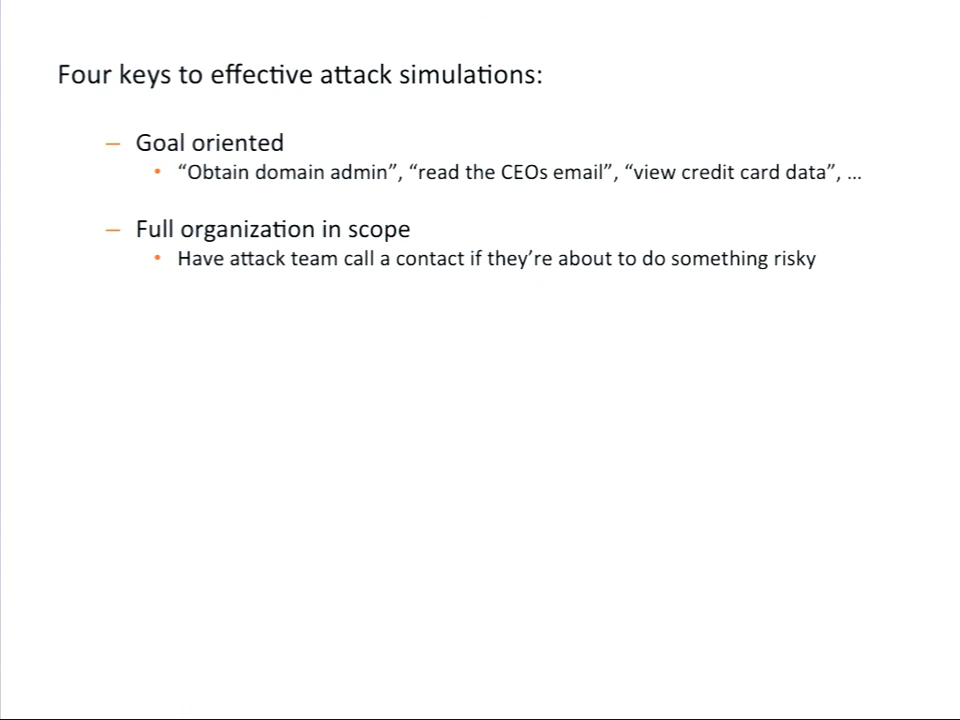 Four keys to effective attack simulations:
– Goal oriented
• “Obtain domain admin”, “read the CEOs email”, “view credit card data”, ...
– Full organization in scope
• Have attack team call a contact if they’re about to do something risky